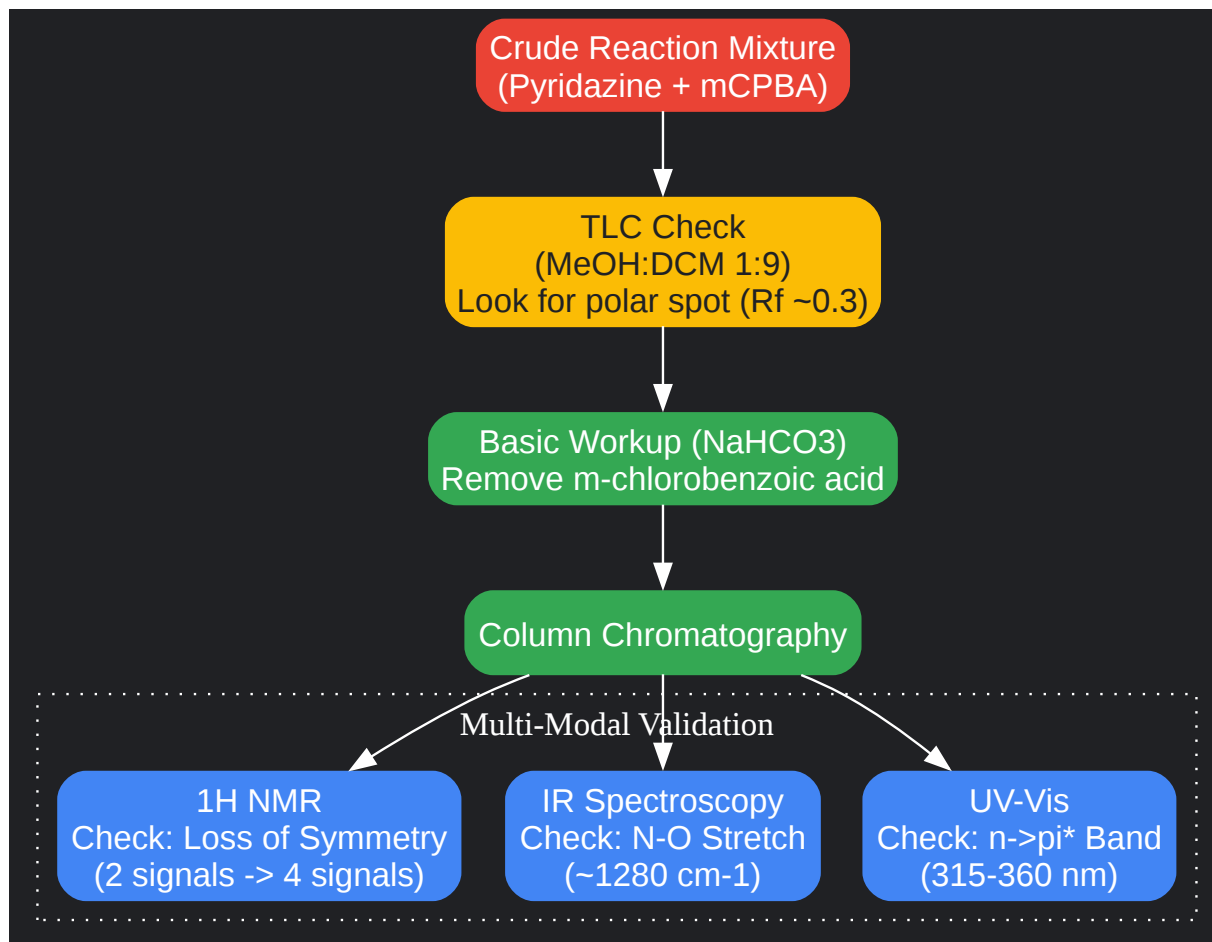 Crude Reaction Mixture
(Pyridazine + mCPBA)
TLC Check
(MeOH:DCM 1:9)
Look for polar spot (Rf ~0.3)
Basic Workup (NaHCO3)
Remove m-chlorobenzoic acid
Column Chromatography
Multi-Modal Validation
1H NMR
Check: Loss of Symmetry
(2 signals -> 4 signals)
IR Spectroscopy
Check: N-O Stretch
(~1280 cm-1)
UV-Vis
Check: n->pi* Band
(315-360 nm)